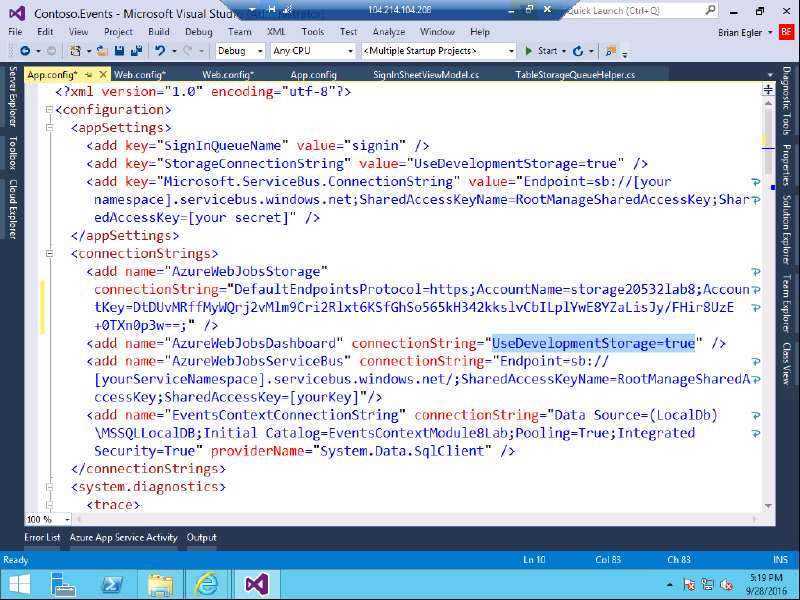 Contoso.Events - Microsoft Visual Stud
104.214.104.208
Quick Launch (Ctrl+Q)
File Edit View Project Build Debug Team XML Tools Test Analyze Window Help Brian Egler BE
Debug Any CPU <Multiple Startup Projects> Start
App.config* Web.config* Web.config* App.config SignInSheetViewModel.cs TableStorageQueueHelper.cs
Server Explorer
Toolbox
Cloud Explorer
<?xml version="1.0" encoding="utf-8"?>
<configuration>
<appSettings>
<add key="SignInQueueName" value="signin" />
<add key="StorageConnectionString" value="UseDevelopmentStorage=true" />
<add key="Microsoft.ServiceBus.ConnectionString" value="Endpoint=sb://[your
namespace].servicebus.windows.net;SharedAccessKeyName=RootManageSharedAccessKey;Shar
edAccessKey=[your secret]" />
</appSettings>
<connectionStrings>
<add name="AzureWebJobsStorage"
connectionString="DefaultEndpointsProtocol=https;AccountName=storage20532lab8;Accoun
tKey=DtDUvMRffMyWQrj2vMlm9Cri2Rlxt6KSfGhSo565kH342kkslvCbILplYwE8YZaLisJy/FHir8UzE
+0TXn0p3w==;" />
<add name="AzureWebJobsDashboard" connectionString="UseDevelopmentStorage=true" />
<add name="AzureWebJobsServiceBus" connectionString="Endpoint=sb://
[yourServiceNamespace].servicebus.windows.net/;SharedAccessKeyName=RootManageSharedA
ccessKey;SharedAccessKey=[yourKey]"/>
<add name="EventsContextConnectionString" connectionString="Data Source=(LocalDb)
\MSSQLLocalDB;Initial Catalog=EventsContextModule8Lab;Pooling=True;Integrated
Security=True" providerName="System.Data.SqlClient" />
</connectionStrings>
<system.diagnostics>
<trace>
Diagnostic Tools
Properties
Solution Explorer
Team Explorer
Class View
100 %
Error List Azure App Service Activity Output
Ready Ln 10 Col 83 Ch 83 INS
5:19 PM
9/28/2016